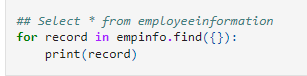 ## Select * from employeeinformation
for record in empinfo.find({}):
    print(record)